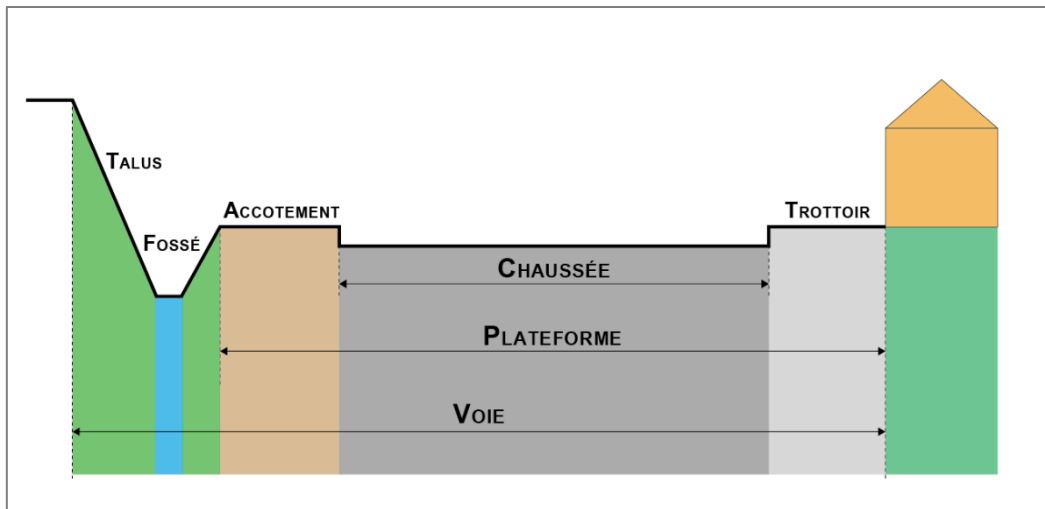 TALUS
ACCOTEMENT
TROTTOIR
FOSSÉ
CHAUSSÉE
PLATEFORME
VOIE